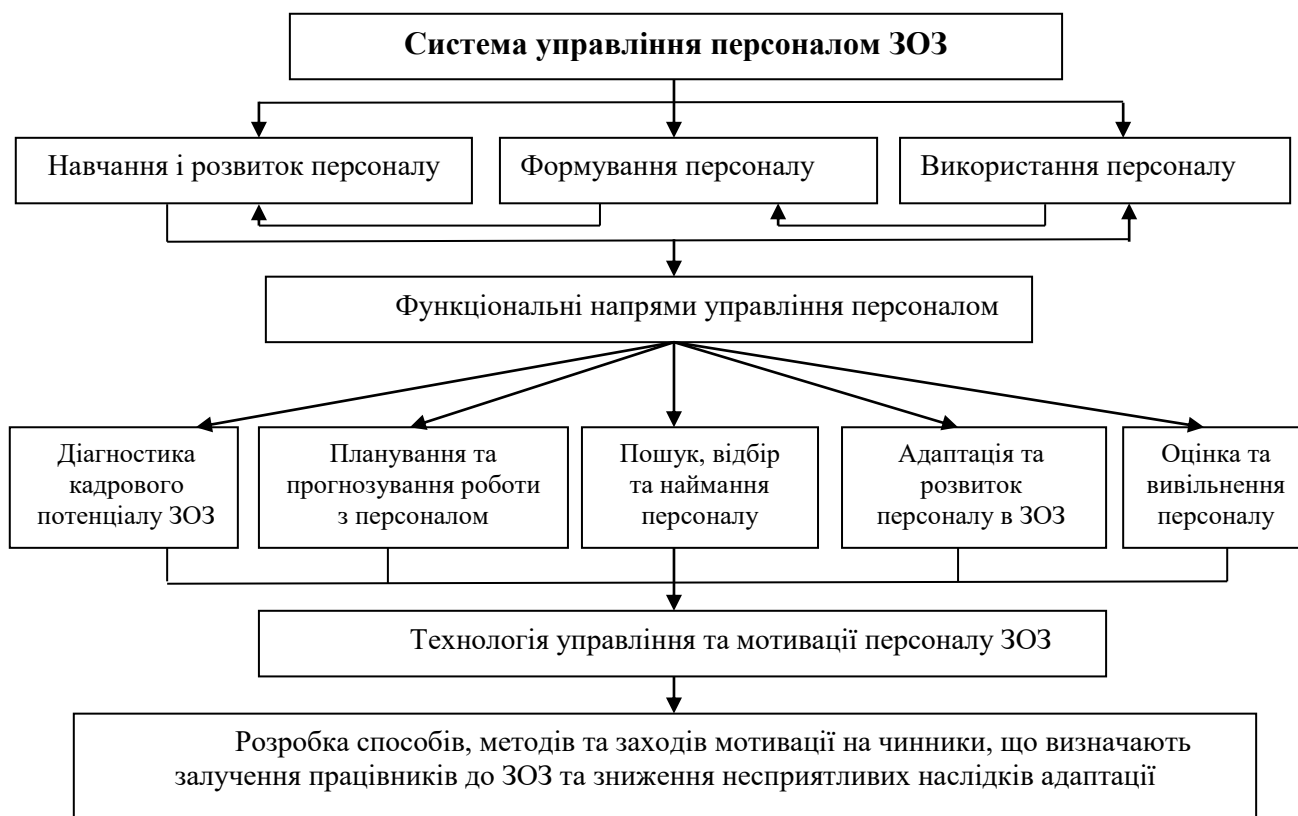 Система управління персоналом ЗОЗ
Навчання і розвиток персоналу
Формування персоналу
Використання персоналу
Функціональні напрями управління персоналом
Діагностика
кадрового
потенціалу ЗОЗ
Планування та
прогнозування роботи
з персоналом
Пошук, відбір
та наймання
персоналу
Адаптація та
розвиток
персоналу в ЗОЗ
Оцінка та
вивільнення
персоналу
Технологія управління та мотивації персоналу ЗОЗ
Розробка способів, методів та заходів мотивації на чинники, що визначають
залучення працівників до ЗОЗ та зниження несприятливих наслідків адаптації